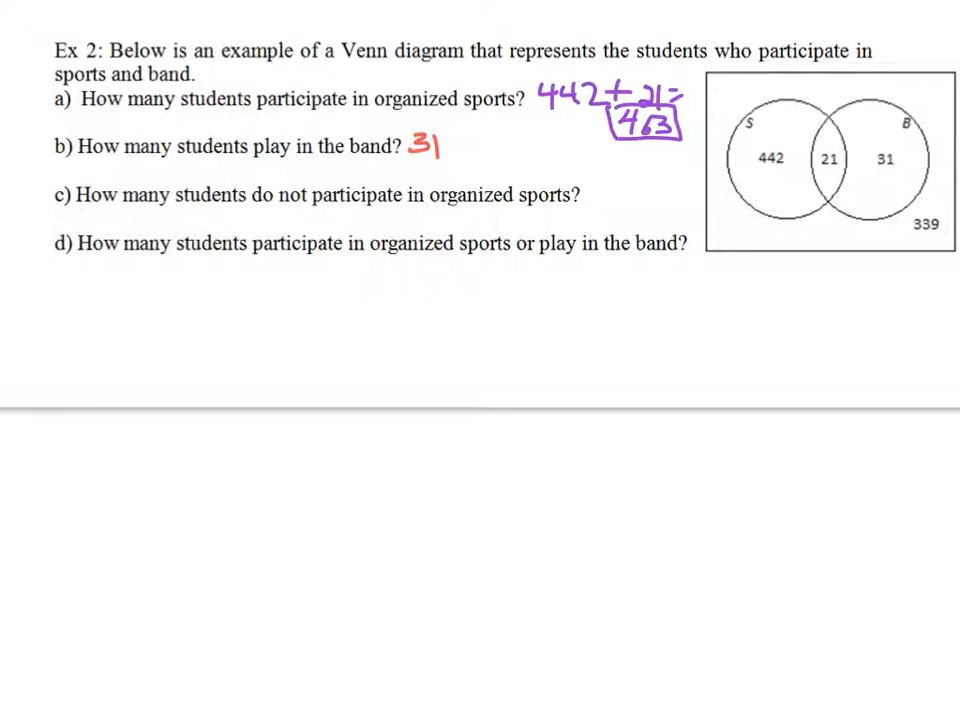 Ex 2: Below is an example of a Venn diagram that represents the students who participate in
sports and band.
a) How many students participate in organized sports? 442+21=
463
b) How many students play in the band? 31
c) How many students do not participate in organized sports?
d) How many students participate in organized sports or play in the band?
S B
442 21 31
339